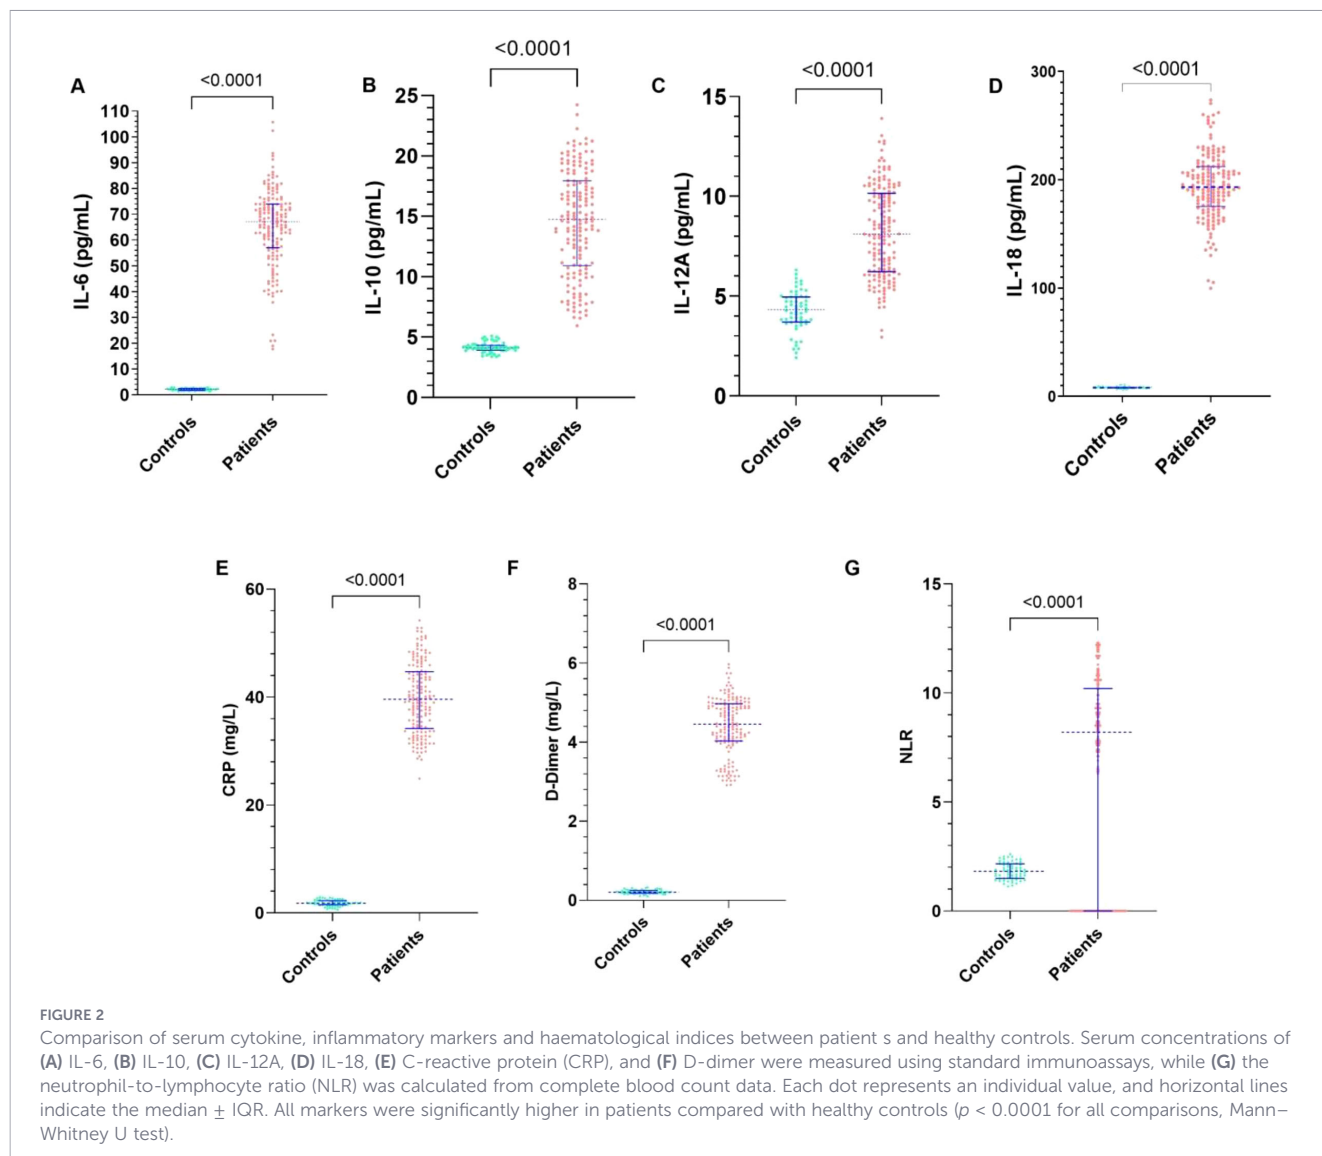 A
<0.0001
IL-6 (pg/mL)
110
100
90
80
70
60
50
40
30
20
10
0
Controls
Patients
B
<0.0001
IL-10 (pg/mL)
25
20
15
10
5
0
Controls
Patients
C
<0.0001
IL-12A (pg/mL)
15
10
5
0
Controls
Patients
D
<0.0001
IL-18 (pg/mL)
300
200
100
0
Controls
Patients
E
<0.0001
CRP (mg/L)
60
40
20
0
Controls
Patients
F
<0.0001
D-Dimer (mg/L)
8
6
4
2
0
Controls
Patients
G
<0.0001
NLR
15
10
5
0
Controls
Patients
FIGURE 2
Comparison of serum cytokine, inflammatory markers and haematological indices between patient s and healthy controls. Serum concentrations of
(A) IL-6, (B) IL-10, (C) IL-12A, (D) IL-18, (E) C-reactive protein (CRP), and (F) D-dimer were measured using standard immunoassays, while (G) the
neutrophil-to-lymphocyte ratio (NLR) was calculated from complete blood count data. Each dot represents an individual value, and horizontal lines
indicate the median ± IQR. All markers were significantly higher in patients compared with healthy controls (p < 0.0001 for all comparisons, Mann–
Whitney U test).